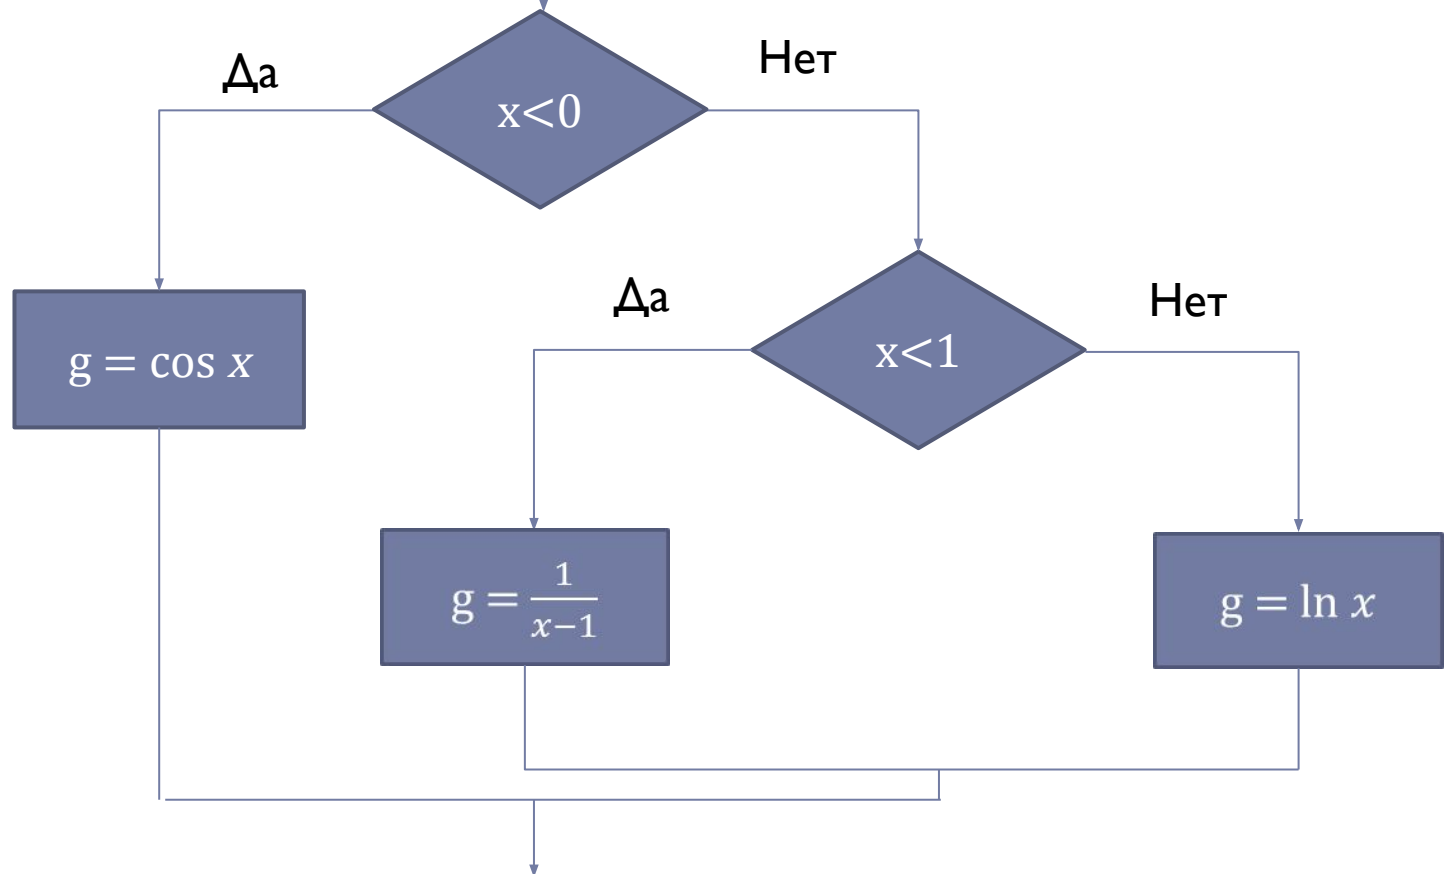 Да
Нет
x<0
Да
Нет
g = cos x
x<1
g = 1/(x−1)
g = ln x